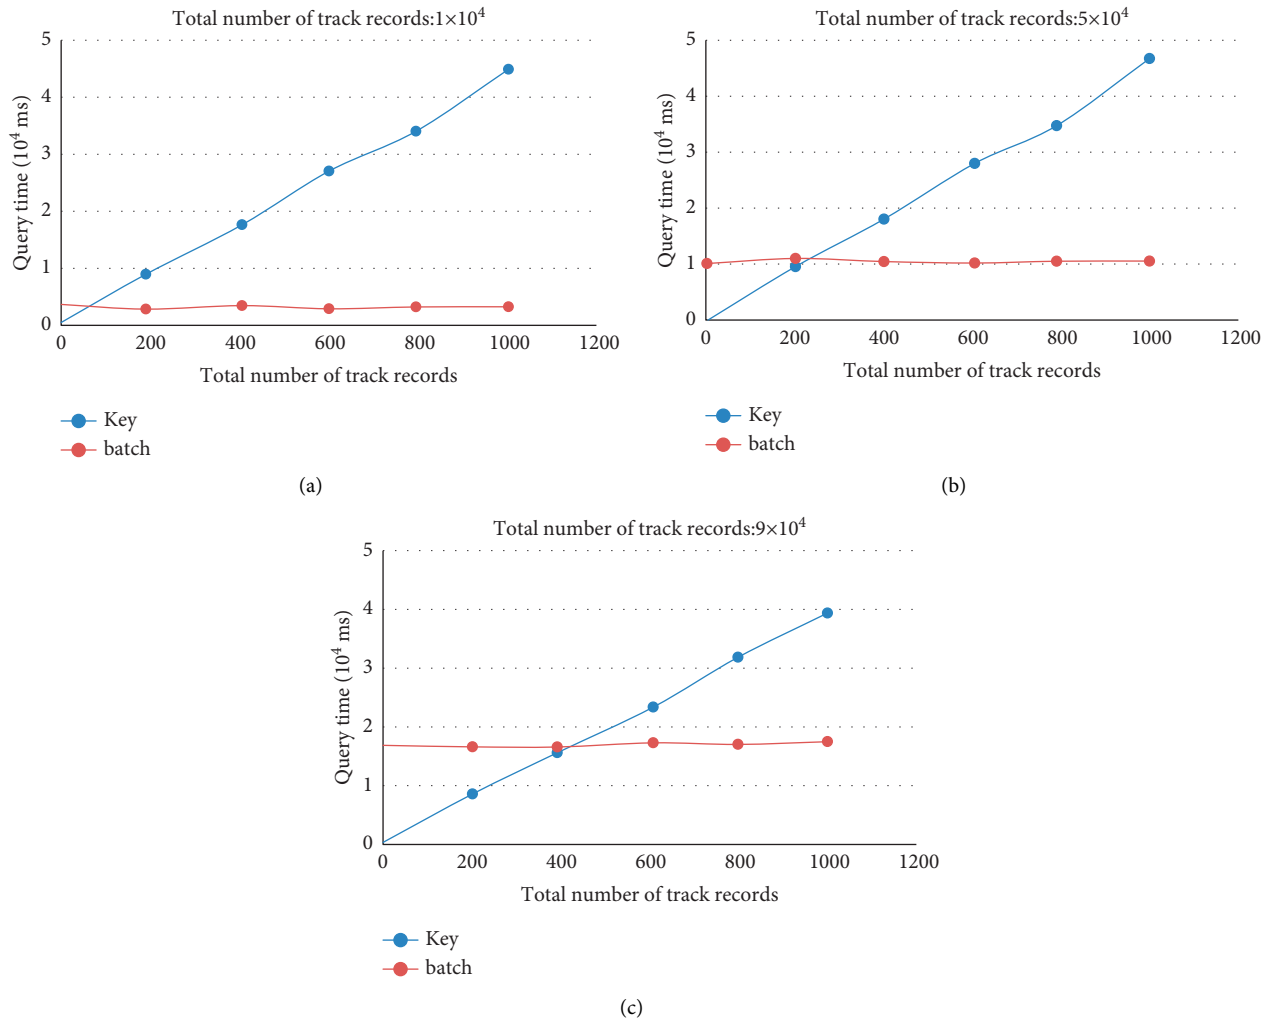 Total number of track records:1×10⁴
5
4
3
2
1
0
Query time (10⁴ ms)
0 200 400 600 800 1000 1200
Total number of track records
Key
batch
(a)
Total number of track records:5×10⁴
5
4
3
2
1
0
Query time (10⁴ ms)
0 200 400 600 800 1000 1200
Total number of track records
Key
batch
(b)
Total number of track records:9×10⁴
5
4
3
2
1
0
Query time (10⁴ ms)
0 200 400 600 800 1000 1200
Total number of track records
Key
batch
(c)